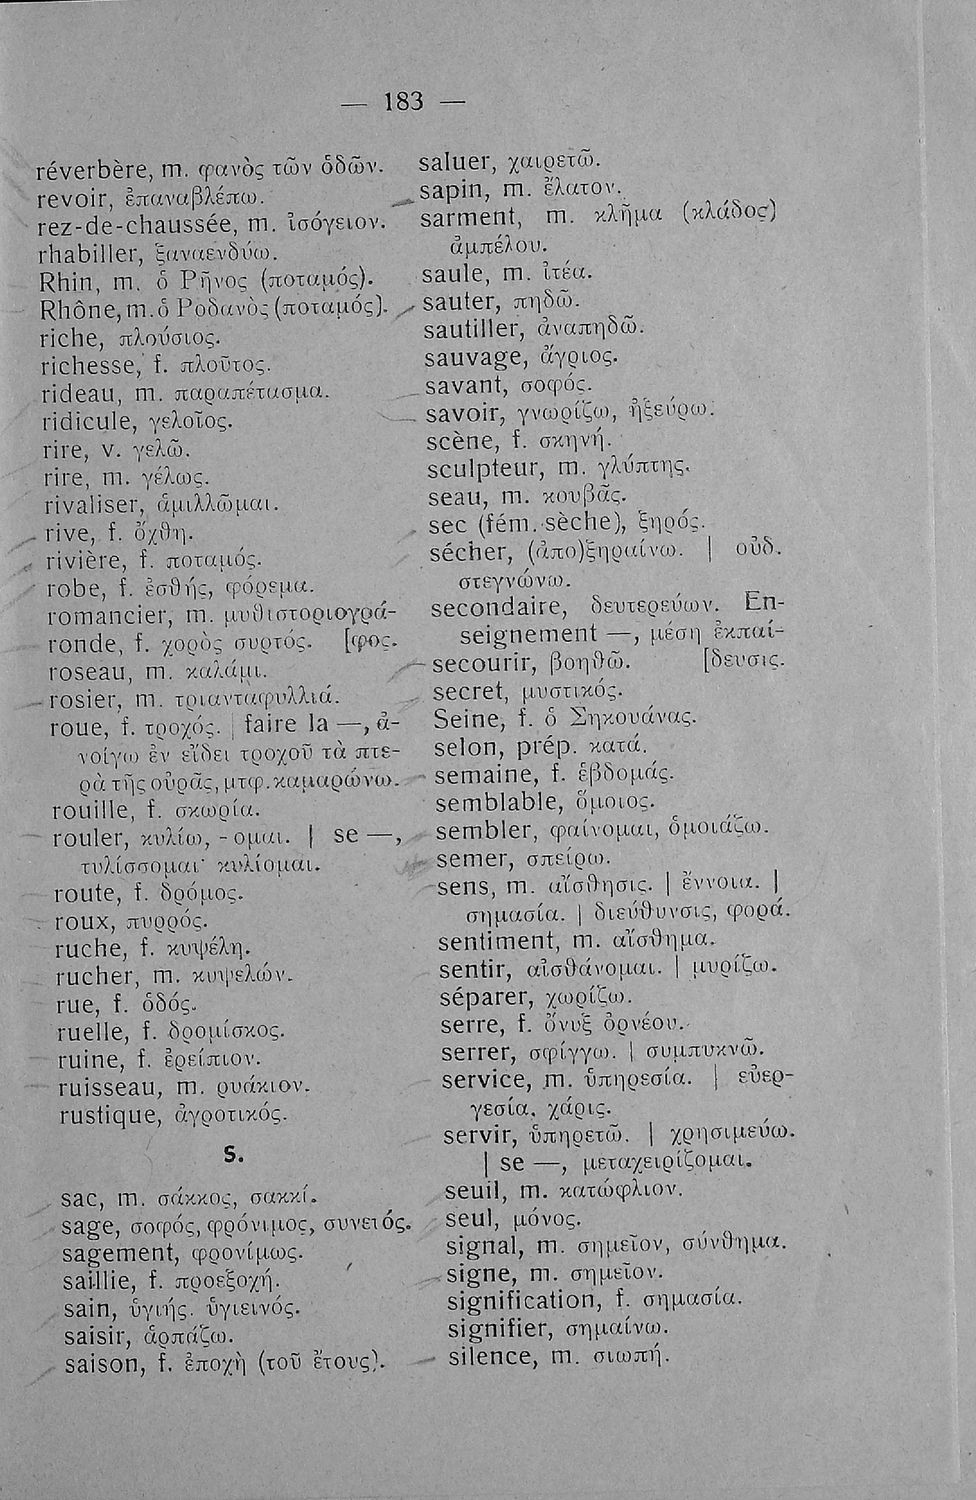 — 183 —
réverbère, m. φανὸς τῶν ὁδῶν.
revoir, ἐπαναβλέπω.
rez-de-chaussée, m. ἰσόγειον.
rhabiller, ξαναενδύω.
Rhin, m. ὁ Ρῆνος (ποταμός).
Rhône, m. ὁ Ροδανὸς (ποταμός).
riche, πλούσιος.
richesse, f. πλοῦτος.
rideau, m. παραπέτασμα.
ridicule, γελοῖος.
rire, v. γελῶ.
rire, m. γέλως.
rivaliser, ἁμιλλῶμαι.
rive, f. ὄχθη.
rivière, f. ποταμός.
robe, f. ἐσθής, φόρεμα.
romancier, m. μυθιστοριογρά-
ronde, f. χορὸς συρτός. [φος.
roseau, m. καλάμι.
rosier, m. τριανταφυλλιά.
roue, f. τροχός. | faire la —, ἀ-
νοίγω ἐν εἴδει τροχοῦ τὰ πτε-
ρὰ τῆς οὐρᾶς, μτφ. καμαρώνω.
rouille, f. σκωρία.
rouler, κυλίω, -ομαι. | se —,
τυλίσσομαι· κυλίομαι.
route, f. δρόμος.
roux, πυρρός.
ruche, f. κυψέλη.
rucher, m. κυψελών.
rue, f. ὁδός.
ruelle, f. δρομίσκος.
ruine, f. ἐρείπιον.
ruisseau, m. ρυάκιον.
rustique, ἀγροτικός.
S.
sac, m. σάκκος, σακκί.
sage, σοφός, φρόνιμος, συνετός.
sagement, φρονίμως.
saillie, f. προεξοχή.
sain, ὑγιής. ὑγιεινός.
saisir, ἁρπάζω.
saison, f. ἐποχὴ (τοῦ ἔτους).
saluer, χαιρετῶ.
sapin, m. ἔλατον.
sarment, m. κλῆμα (κλάδος)
ἀμπέλου.
saule, m. ἰτέα.
sauter, πηδῶ.
sautiller, ἀναπηδῶ.
sauvage, ἄγριος.
savant, σοφός.
savoir, γνωρίζω, ἠξεύρω.
scène, f. σκηνή.
sculpteur, m. γλύπτης.
seau, m. κουβᾶς.
sec (fém. sèche), ξηρός.
sécher, (ἀπο)ξηραίνω. | οὐδ.
στεγνώνω.
secondaire, δευτερεύων. En-
seignement —, μέση ἐκπαί-
secourir, βοηθῶ. [δευσις.
secret, μυστικός.
Seine, f. ὁ Σηκουάνας.
selon, prép. κατά.
semaine, f. ἑβδομάς.
semblable, ὅμοιος.
sembler, φαίνομαι, ὁμοιάζω.
semer, σπείρω.
sens, m. αἴσθησις. | ἔννοια. |
σημασία. | διεύθυνσις, φορά.
sentiment, m. αἴσθημα.
sentir, αἰσθάνομαι. | μυρίζω.
séparer, χωρίζω.
serre, f. ὄνυξ ὀρνέου.
serrer, σφίγγω. | συμπυκνῶ.
service, m. ὑπηρεσία. | εὐερ-
γεσία, χάρις.
servir, ὑπηρετῶ. | χρησιμεύω.
| se —, μεταχειρίζομαι.
seuil, m. κατώφλιον.
seul, μόνος.
signal, m. σημεῖον, σύνθημα.
signe, m. σημεῖον.
signification, f. σημασία.
signifier, σημαίνω.
silence, m. σιωπή.